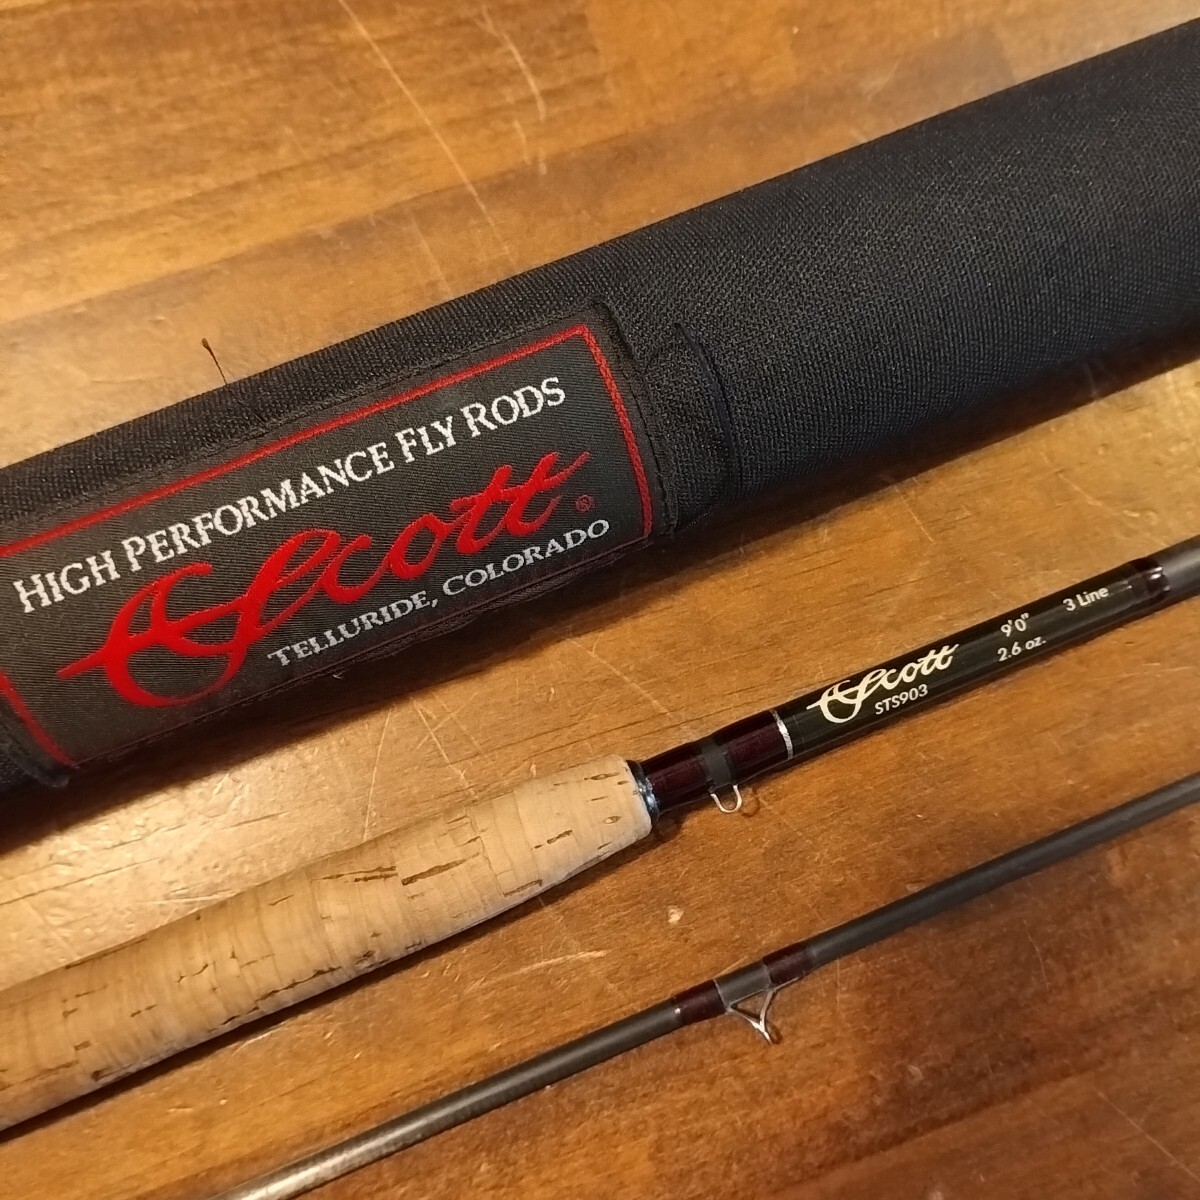 HIGH PERFORMANCE FLY RODS
Scott®
TELLURIDE, COLORADO
Scott 9'0" 3 Line
STS903 2.6 oz.